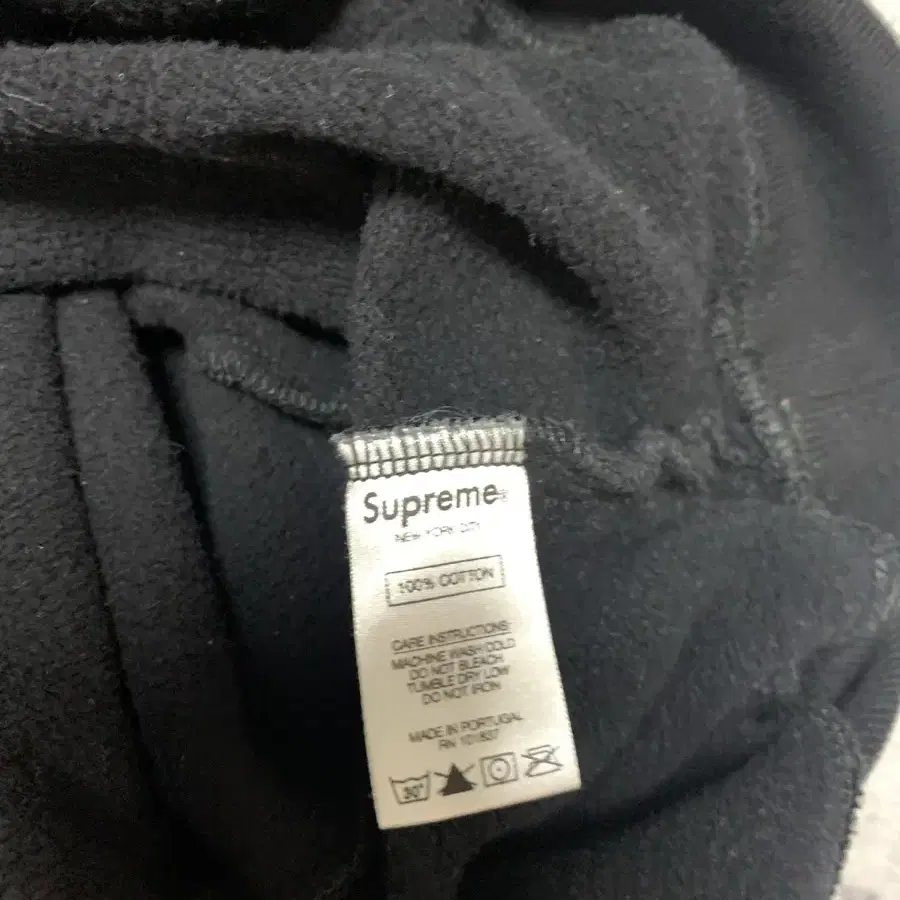 Supreme®
NEW YORK CITY
100% COTTON
CARE INSTRUCTIONS:
MACHINE WASH COLD
DO NOT BLEACH
TUMBLE DRY LOW
DO NOT IRON
MADE IN PORTUGAL
RN 101837
30°